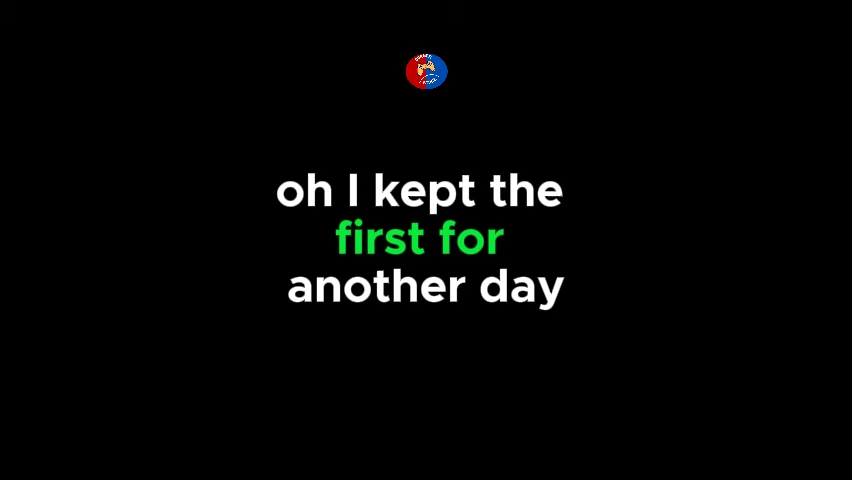 oh I kept the
first for
another day